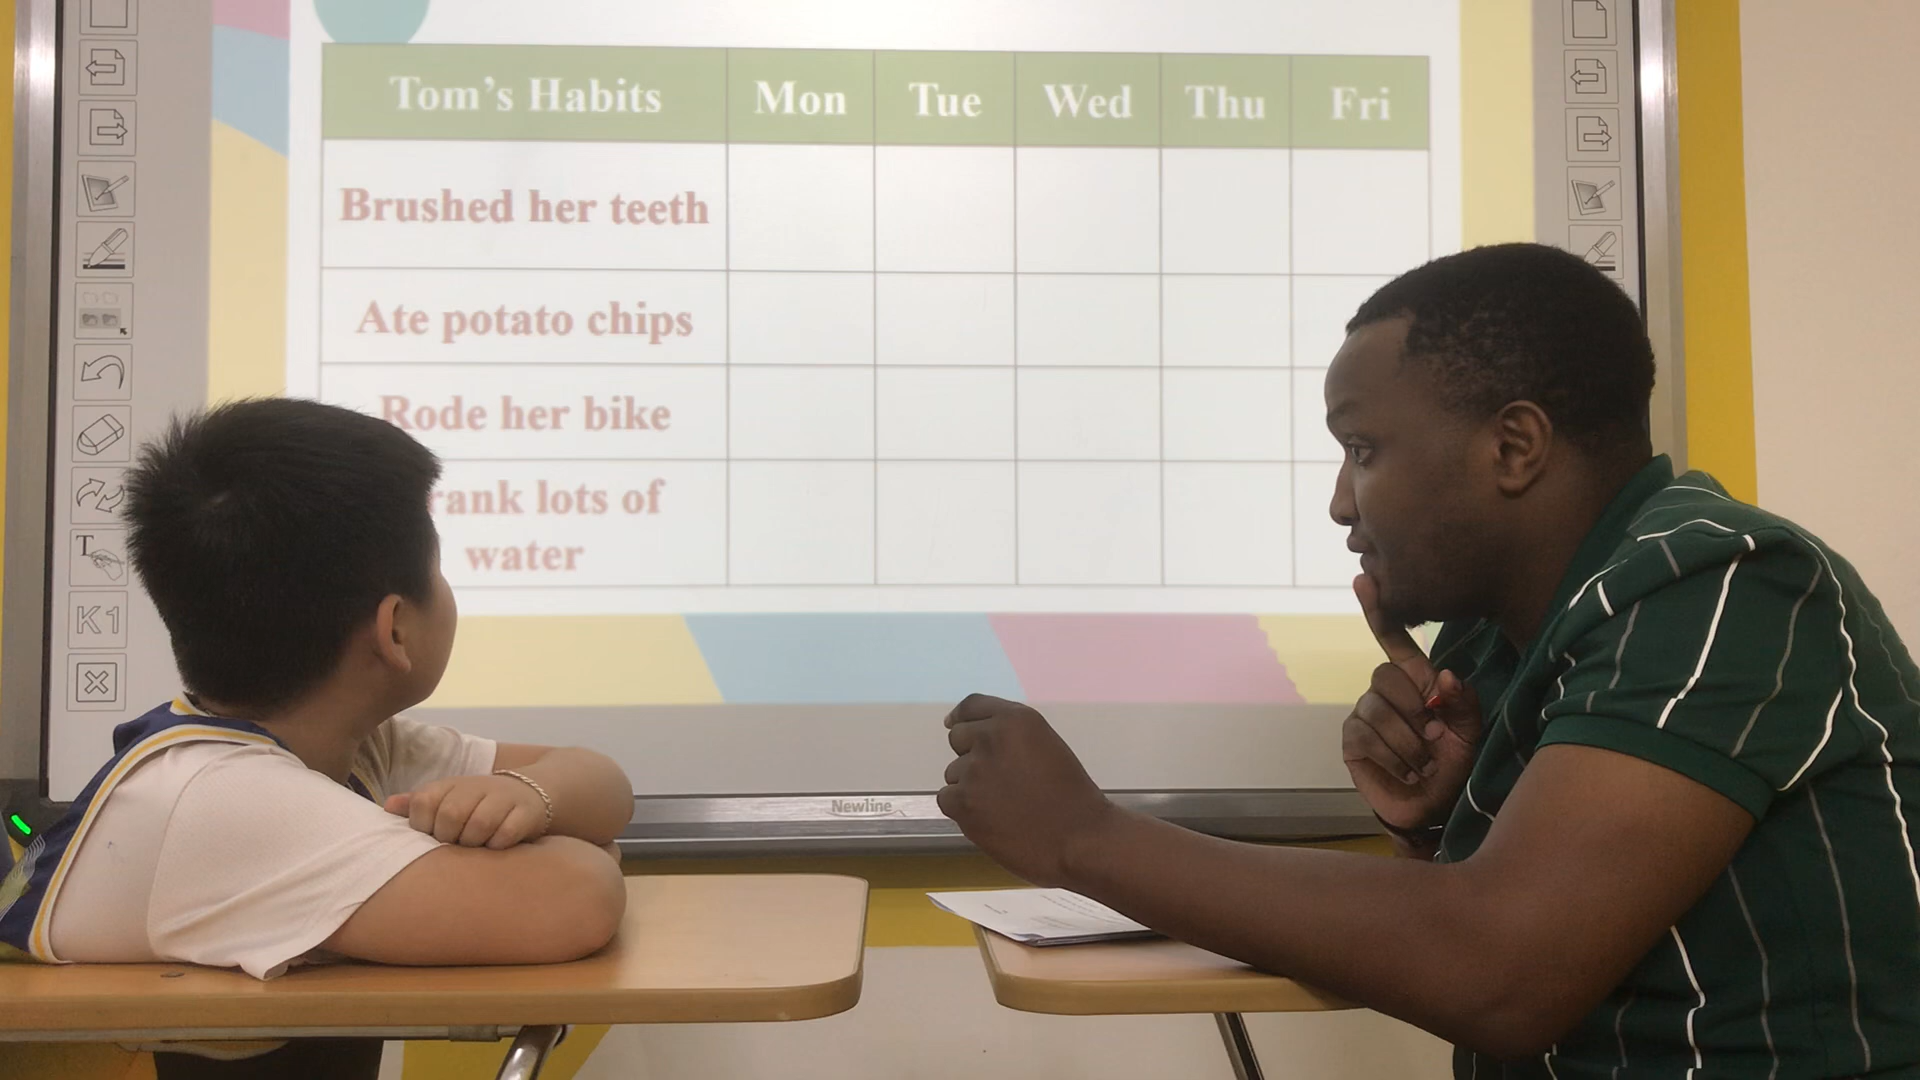 Tom's Habits Mon Tue Wed Thu Fri
Brushed her teeth
Ate potato chips
Rode her bike
rank lots of
water
T
K1
Newline